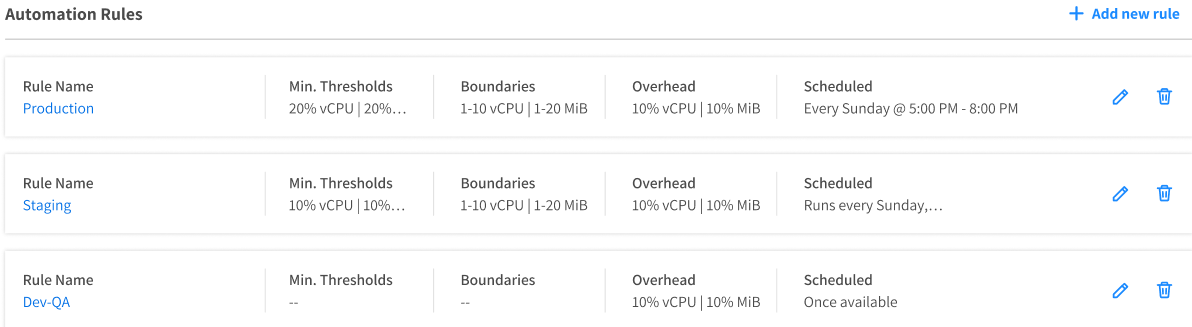 Automation Rules + Add new rule
Rule Name Min. Thresholds Boundaries Overhead Scheduled
Production 20% vCPU | 20%... 1-10 vCPU | 1-20 MiB 10% vCPU | 10% MiB Every Sunday @ 5:00 PM - 8:00 PM
Rule Name Min. Thresholds Boundaries Overhead Scheduled
Staging 10% vCPU | 10%... 1-10 vCPU | 1-20 MiB 10% vCPU | 10% MiB Runs every Sunday,...
Rule Name Min. Thresholds Boundaries Overhead Scheduled
Dev-QA -- -- 10% vCPU | 10% MiB Once available